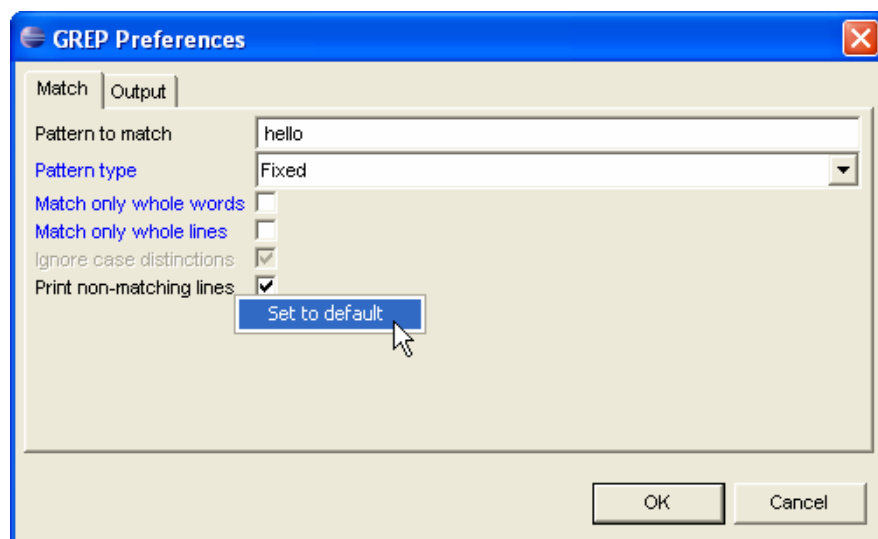 GREP Preferences
Match Output
Pattern to match hello
Pattern type Fixed
Match only whole words
Match only whole lines
Ignore case distinctions
Print non-matching lines
Set to default
OK Cancel